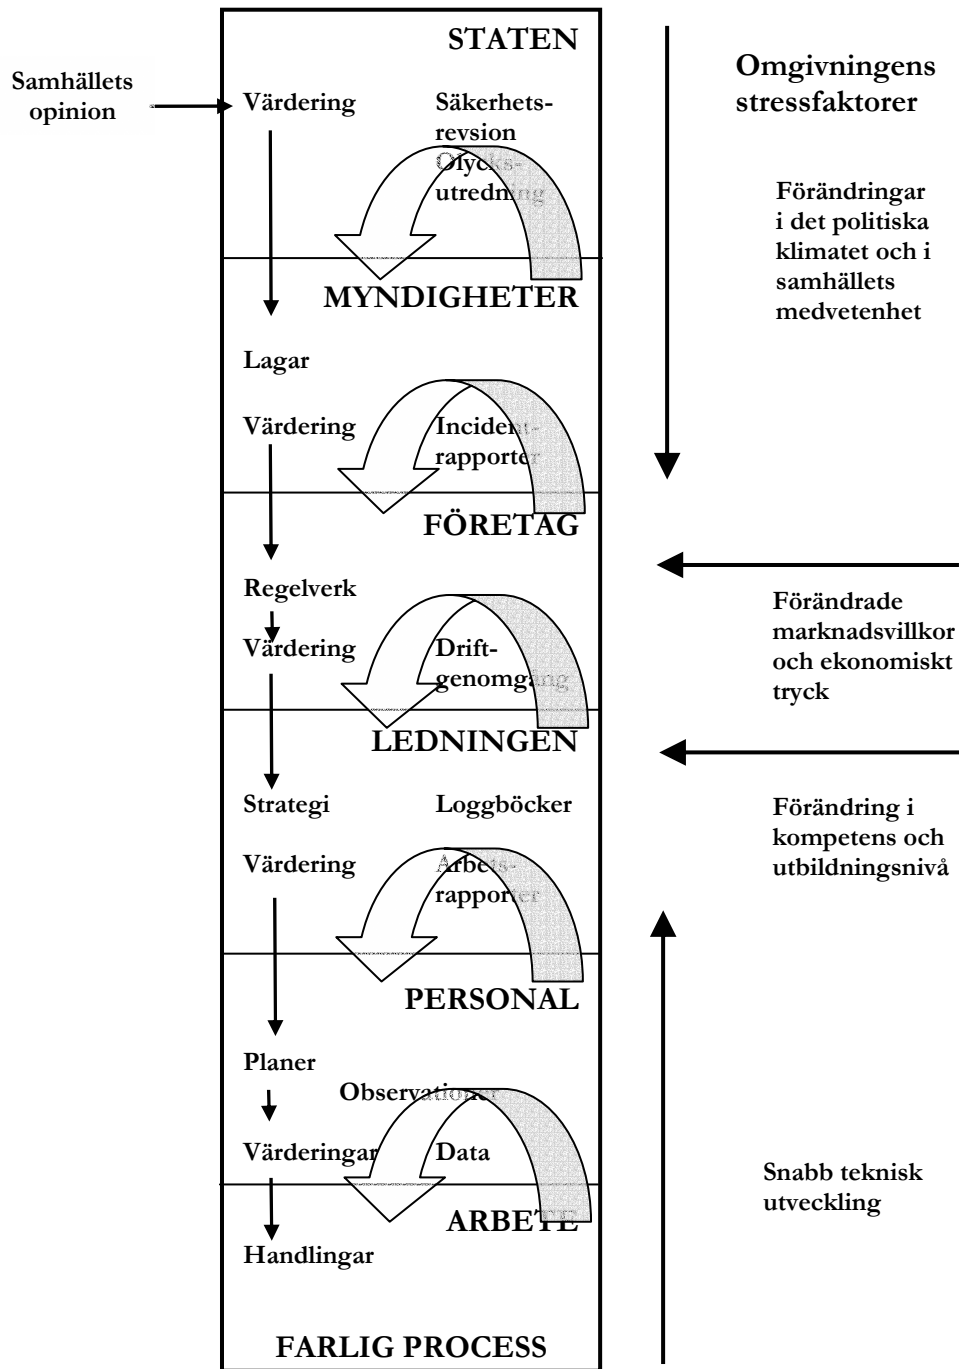 STATEN
Samhällets
opinion
Värdering
Säkerhets-
revsion
Olycks-
utredning
Omgivningens
stressfaktorer
Förändringar
i det politiska
klimatet och i
samhällets
medvetenhet
MYNDIGHETER
Lagar
Värdering
Incident-
rapporter
FÖRETAG
Regelverk
Värdering
Drift-
genomgång
Förändrade
marknadsvillkor
och ekonomiskt
tryck
LEDNINGEN
Strategi
Loggböcker
Värdering
Arbets-
rapporter
Förändring i
kompetens och
utbildningsnivå
PERSONAL
Planer
Observationer
Värderingar
Data
Snabb teknisk
utveckling
ARBETE
Handlingar
FARLIG PROCESS